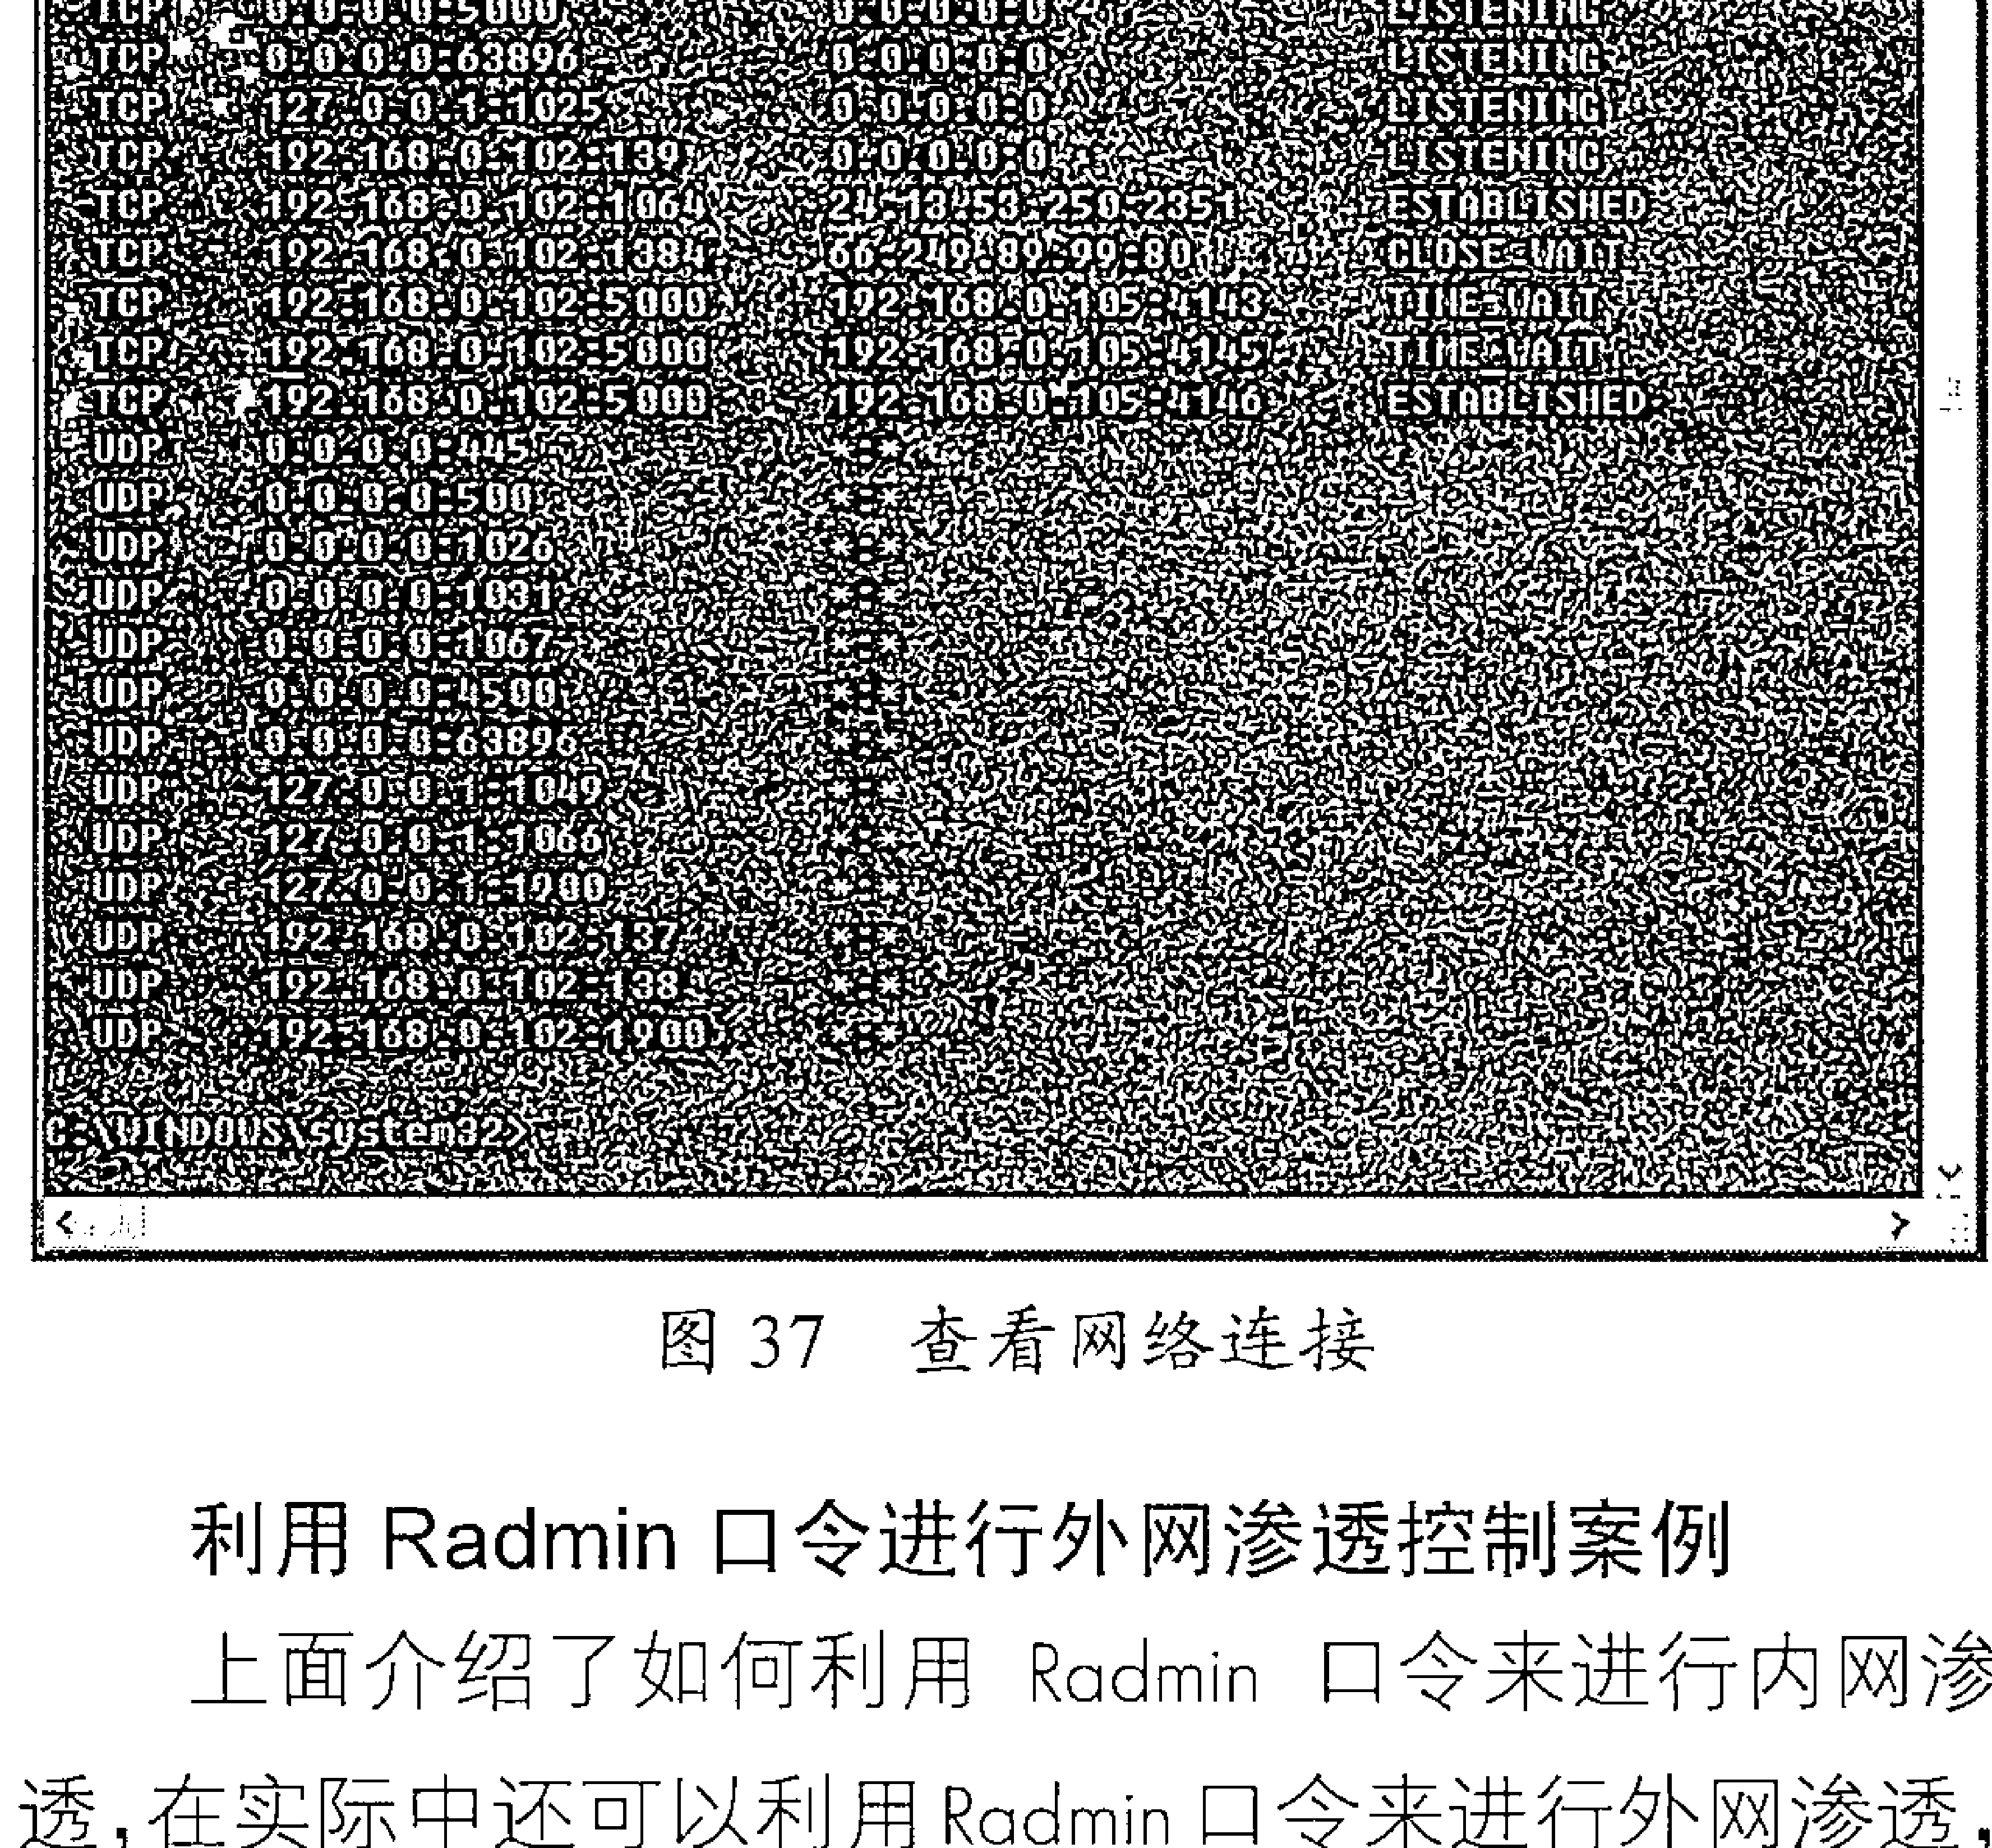 TCP 0.0.0.0:5000 0.0.0.0:0 LISTENING
TCP 0.0.0.0:63896 0.0.0.0:0 LISTENING
TCP 127.0.0.1:1025 0.0.0.0:0 LISTENING
TCP 192.168.0.102:139 0.0.0.0:0 LISTENING
TCP 192.168.0.102:1064 24.13.53.250:2351 ESTABLISHED
TCP 192.168.0.102:1384 66.249.89.99:80 CLOSE_WAIT
TCP 192.168.0.102:5000 192.168.0.105:4143 TIME_WAIT
TCP 192.168.0.102:5000 192.168.0.105:4145 TIME_WAIT
TCP 192.168.0.102:5000 192.168.0.105:4146 ESTABLISHED
UDP 0.0.0.0:445 *:*
UDP 0.0.0.0:500 *:*
UDP 0.0.0.0:1026 *:*
UDP 0.0.0.0:1031 *:*
UDP 0.0.0.0:1067 *:*
UDP 0.0.0.0:4500 *:*
UDP 0.0.0.0:63896 *:*
UDP 127.0.0.1:1049 *:*
UDP 127.0.0.1:1066 *:*
UDP 127.0.0.1:1900 *:*
UDP 192.168.0.102:137 *:*
UDP 192.168.0.102:138 *:*
UDP 192.168.0.102:1900 *:*
C:\WINDOWS\system32>
图 37 查看网络连接
利用 Radmin 口令进行外网渗透控制案例
上面介绍了如何利用 Radmin 口令来进行内网渗
透,在实际中还可以利用Radmin口令来进行外网渗透,